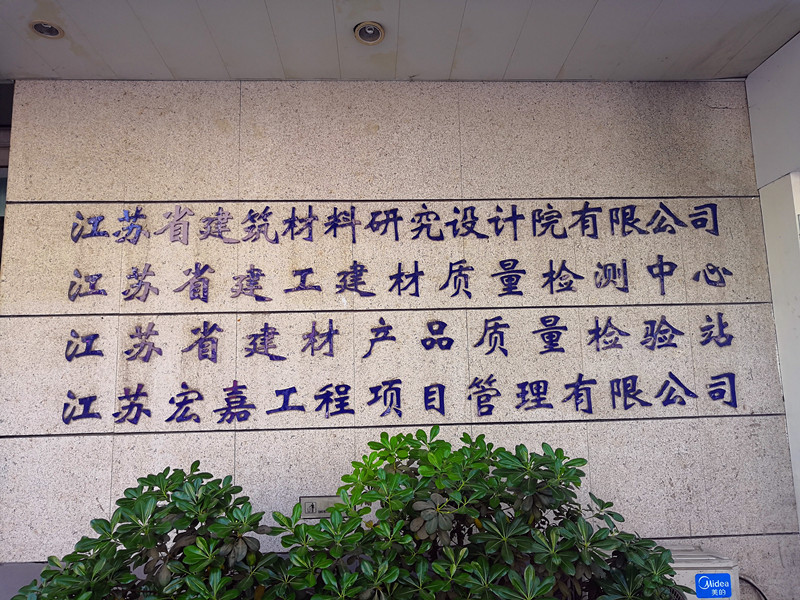 江苏省建筑材料研究设计院有限公司
江苏省建工建材质量检测中心
江苏省建材产品质量检验站
江苏宏嘉工程项目管理有限公司
Midea
美的